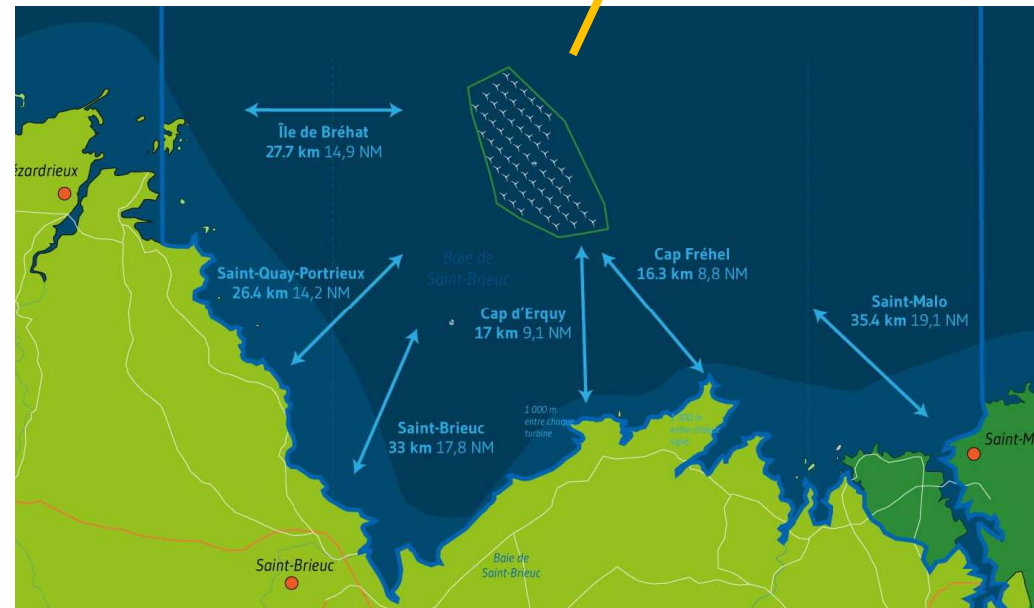 Île de Bréhat
27.7 km 14,9 NM
ézardrieux
Saint-Quay-Portrieux
26.4 km 14,2 NM
Baie de
Saint-Brieuc
Cap Fréhel
16.3 km 8,8 NM
Cap d'Erquy
17 km 9,1 NM
Saint-Malo
35.4 km 19,1 NM
1 000 m
entre chaque
turbine
entre chaque
Saint-Brieuc
33 km 17,8 NM
Saint-M
Saint-Brieuc
Baie de
Saint-Brieuc